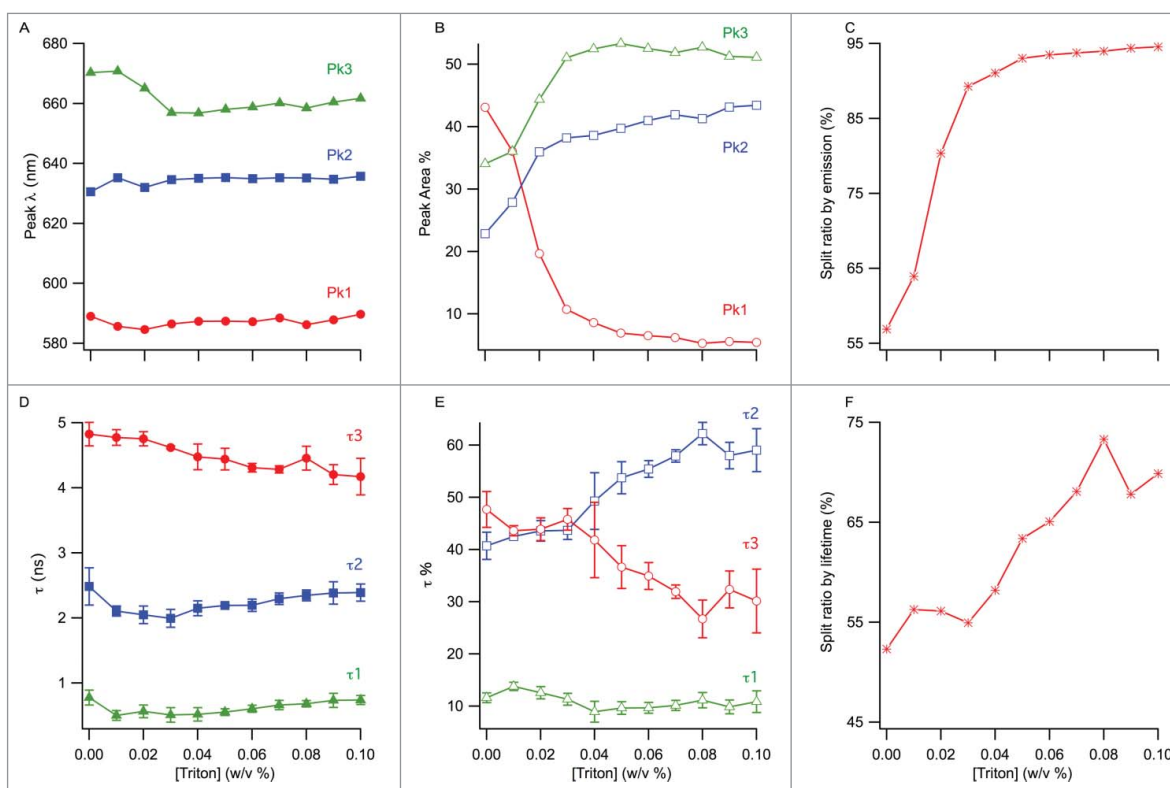 A
680
660
640
620
600
580
Peak λ (nm)
Pk3
Pk2
Pk1
B
50
40
30
20
10
Peak Area %
Pk3
Pk2
Pk1
C
95
85
75
65
55
Split ratio by emission (%)
D
5
4
3
2
1
τ (ns)
τ3
τ2
τ1
0.00 0.02 0.04 0.06 0.08 0.10
[Triton] (w/v %)
E
60
50
40
30
20
10
τ %
τ2
τ3
τ1
0.00 0.02 0.04 0.06 0.08 0.10
[Triton] (w/v %)
F
75
65
55
45
Split ratio by lifetime (%)
0.00 0.02 0.04 0.06 0.08 0.10
[Triton] (w/v %)